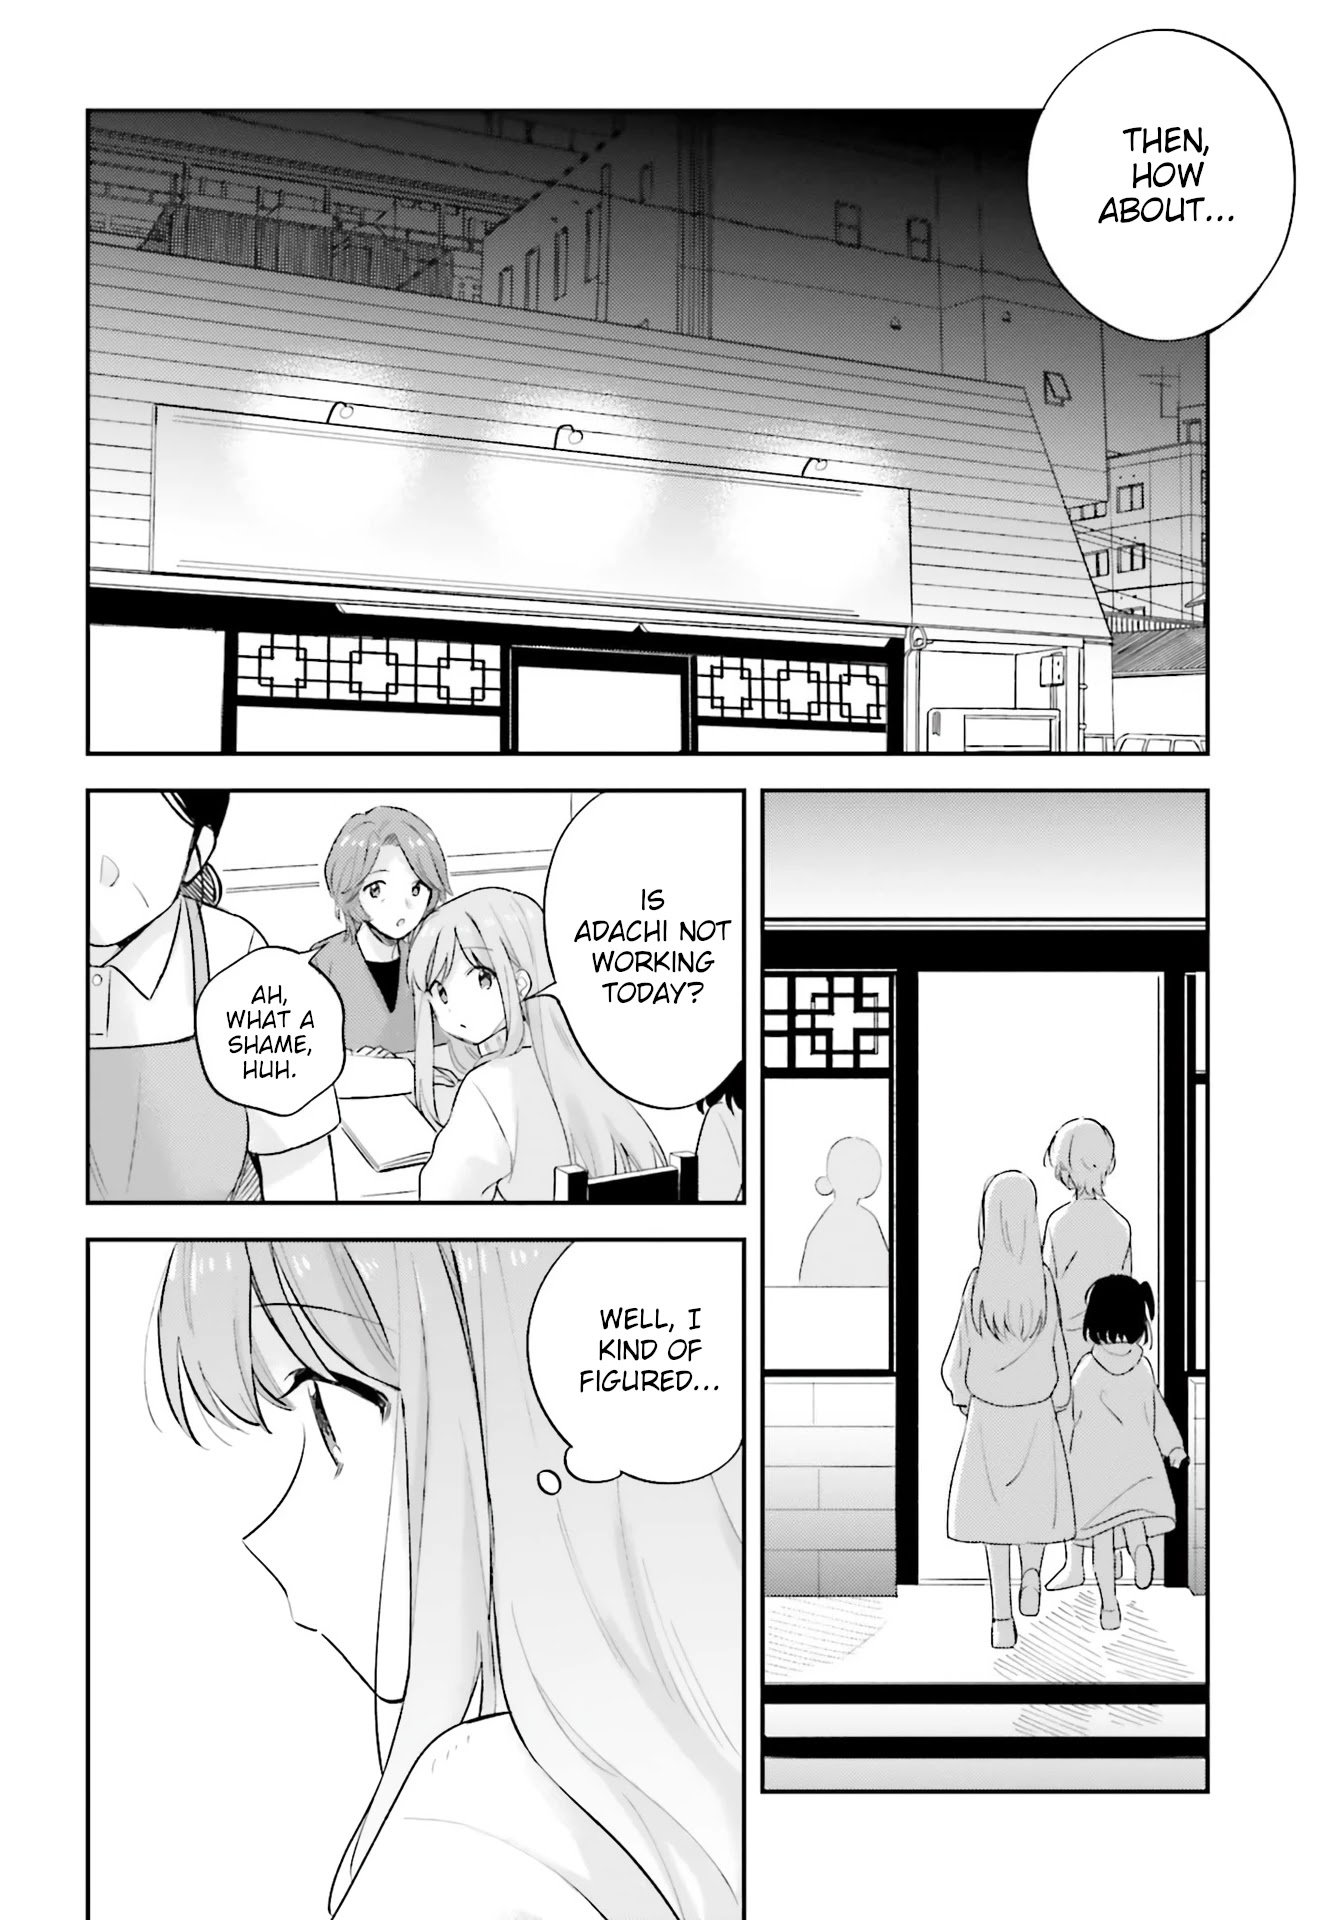 THEN,
HOW
ABOUT...
IS
ADACHI NOT
WORKING
TODAY?
AH,
WHAT A
SHAME,
HUH.
WELL, I
KIND OF
FIGURED...